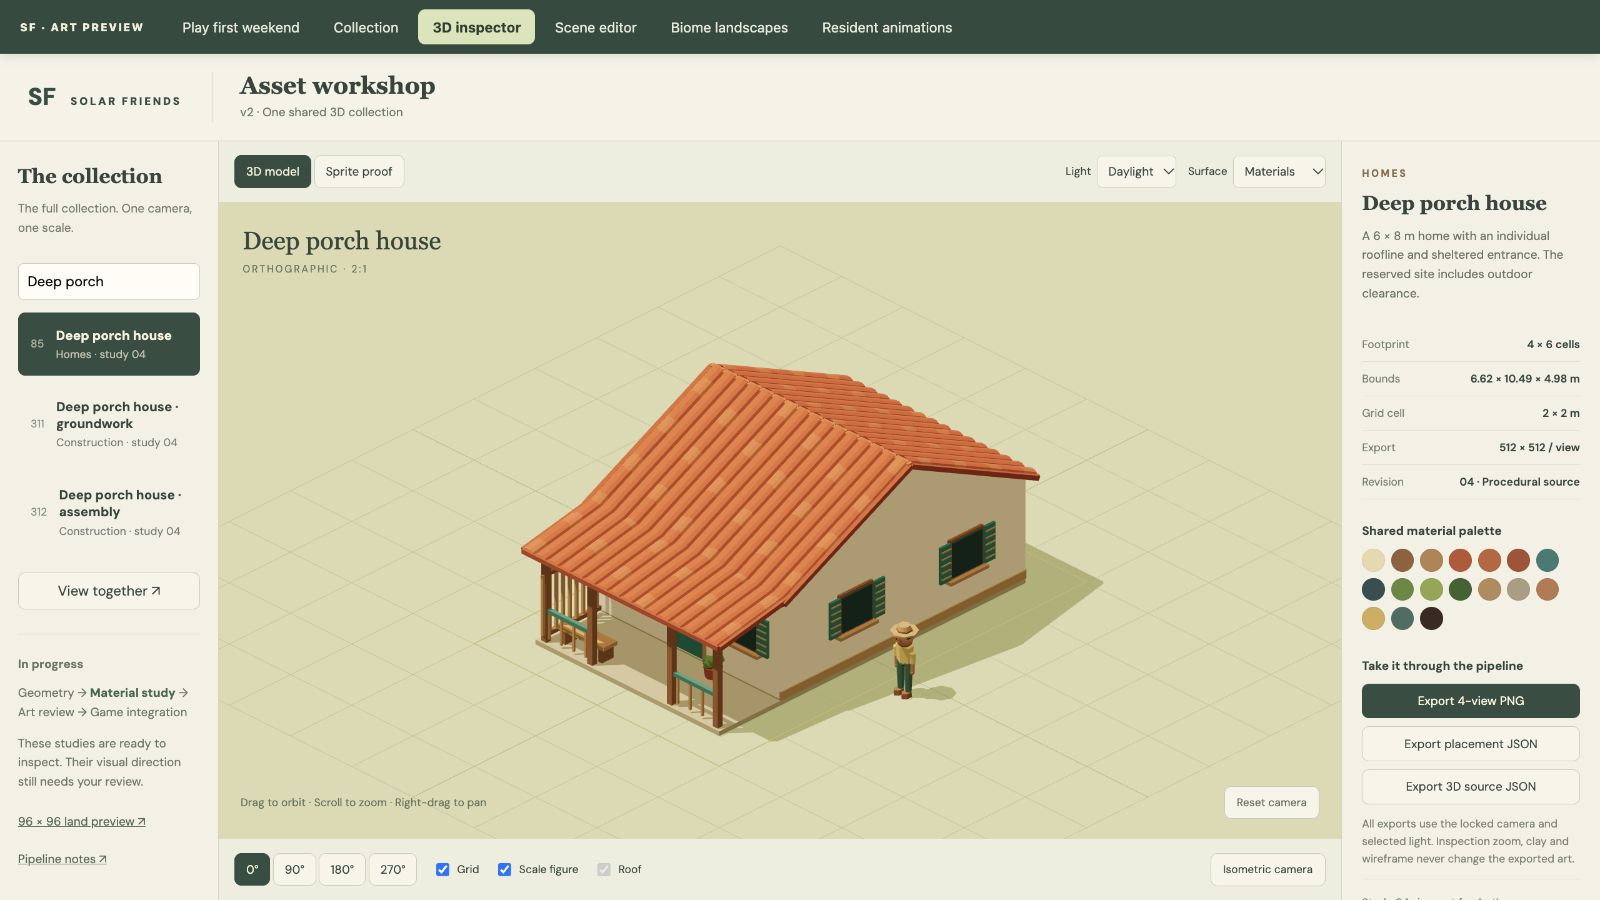 SF · ART PREVIEW
Play first weekend
Collection
3D inspector
Scene editor
Biome landscapes
Resident animations
SF SOLAR FRIENDS
Asset workshop
v2 · One shared 3D collection
The collection
The full collection. One camera,
one scale.
Deep porch
85
Deep porch house
Homes · study 04
311
Deep porch house ·
groundwork
Construction · study 04
312
Deep porch house ·
assembly
Construction · study 04
View together ↗
In progress
Geometry → Material study →
Art review → Game integration
These studies are ready to
inspect. Their visual direction
still needs your review.
96 × 96 land preview ↗
Pipeline notes ↗
3D model
Sprite proof
Light
Daylight
Surface
Materials
Deep porch house
ORTHOGRAPHIC · 2:1
Drag to orbit · Scroll to zoom · Right-drag to pan
Reset camera
0°
90°
180°
270°
Grid
Scale figure
Roof
Isometric camera
HOMES
Deep porch house
A 6 × 8 m home with an individual
roofline and sheltered entrance. The
reserved site includes outdoor
clearance.
Footprint 4 × 6 cells
Bounds 6.62 × 10.49 × 4.98 m
Grid cell 2 × 2 m
Export 512 × 512 / view
Revision 04 · Procedural source
Shared material palette
Take it through the pipeline
Export 4-view PNG
Export placement JSON
Export 3D source JSON
All exports use the locked camera and
selected light. Inspection zoom, clay and
wireframe never change the exported art.